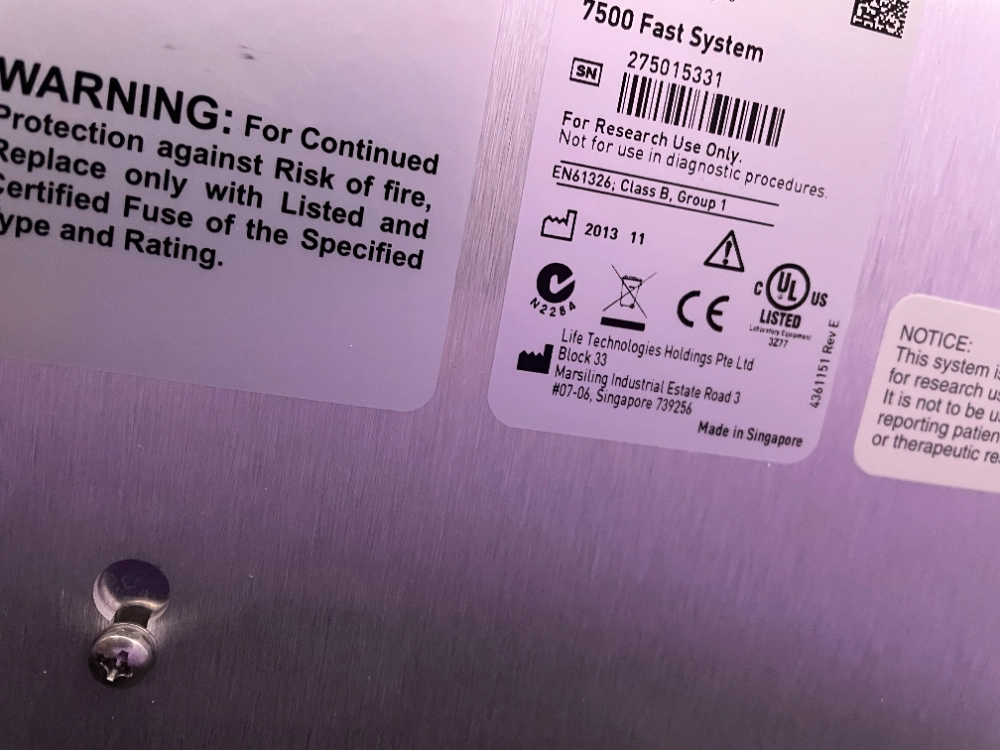 WARNING: For Continued
Protection against Risk of fire,
Replace only with Listed and
Certified Fuse of the Specified
Type and Rating.
7500 Fast System
SN
275015331
For Research Use Only.
Not for use in diagnostic procedures.
EN61326; Class B, Group 1
2013 11
N2284
CE
C UL US
LISTED
Laboratory Equipment
3Z77
Life Technologies Holdings Pte Ltd
Block 33
Marsiling Industrial Estate Road 3
#07-06, Singapore 739256
Made in Singapore
4361151 Rev E
NOTICE:
This system is
for research us
It is not to be u
reporting patien
or therapeutic re